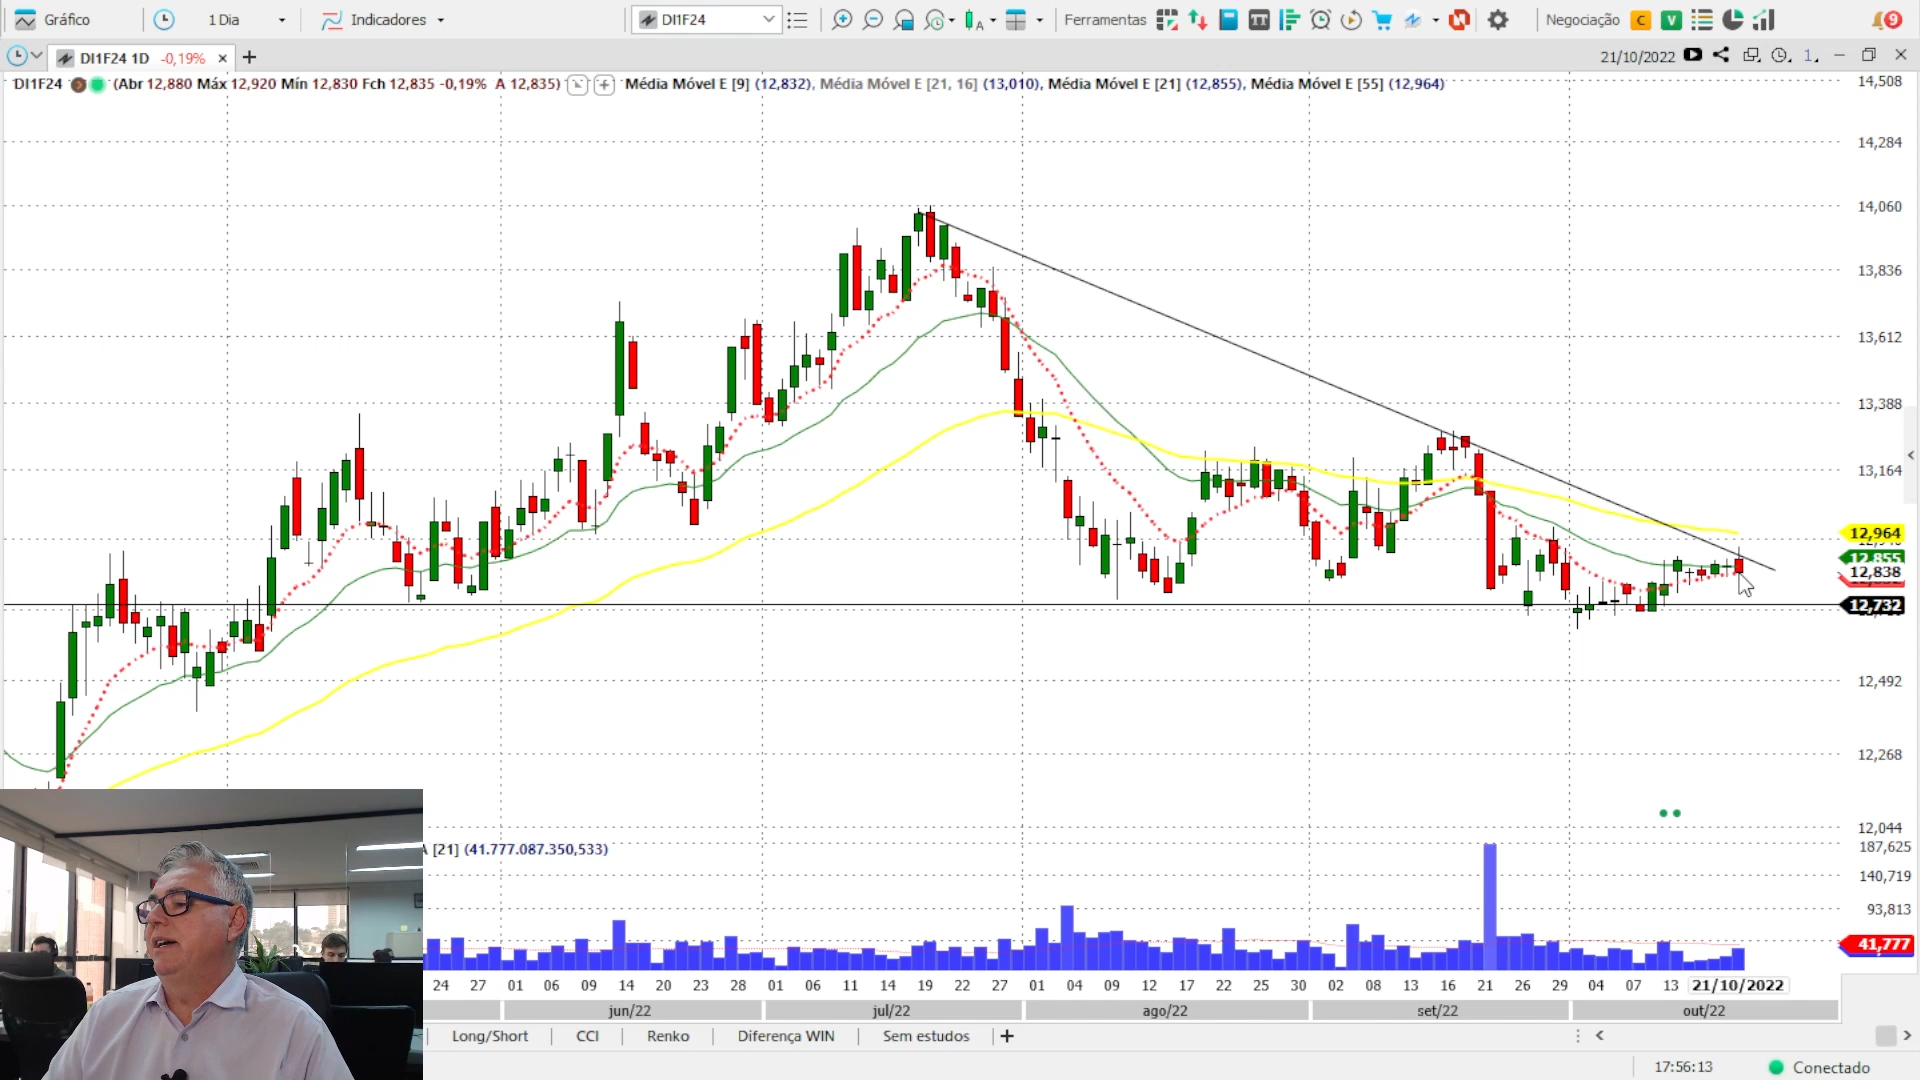 Gráfico 1 Dia Indicadores DI1F24 Ferramentas Negociação C V 9
DI1F24 1D -0,19% × + 21/10/2022
DI1F24 (Abr 12,880 Máx 12,920 Mín 12,830 Fch 12,835 -0,19% A 12,835) Média Móvel E [9] (12,832), Média Móvel E [21, 16] (13,010), Média Móvel E [21] (12,855), Média Móvel E [55] (12,964)
14,508
14,284
14,060
13,836
13,612
13,388
13,164
12,964
12,855
12,838
12,732
12,492
12,268
12,044
A [21] (41.777.087.350,533)
187,625
140,719
93,813
41,777
24 27 01 06 09 14 20 23 28 01 06 11 14 19 22 27 01 04 09 12 17 22 25 30 02 08 13 16 21 26 29 04 07 13 21/10/2022
jun/22 jul/22 ago/22 set/22 out/22
Long/Short CCI Renko Diferença WIN Sem estudos +
17:56:13 Conectado